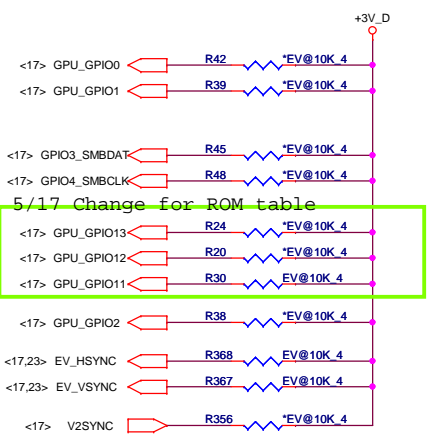 +3V_D
<17> GPU_GPIO0 R42 *EV@10K_4
<17> GPU_GPIO1 R39 *EV@10K_4
<17> GPIO3_SMBDAT R45 *EV@10K_4
<17> GPIO4_SMBCLK R48 *EV@10K_4
5/17 Change for ROM table
<17> GPU_GPIO13 R24 *EV@10K_4
<17> GPU_GPIO12 R20 *EV@10K_4
<17> GPU_GPIO11 R30 EV@10K_4
<17> GPU_GPIO2 R38 *EV@10K_4
<17,23> EV_HSYNC R368 EV@10K_4
<17,23> EV_VSYNC R367 EV@10K_4
<17> V2SYNC R356 *EV@10K_4